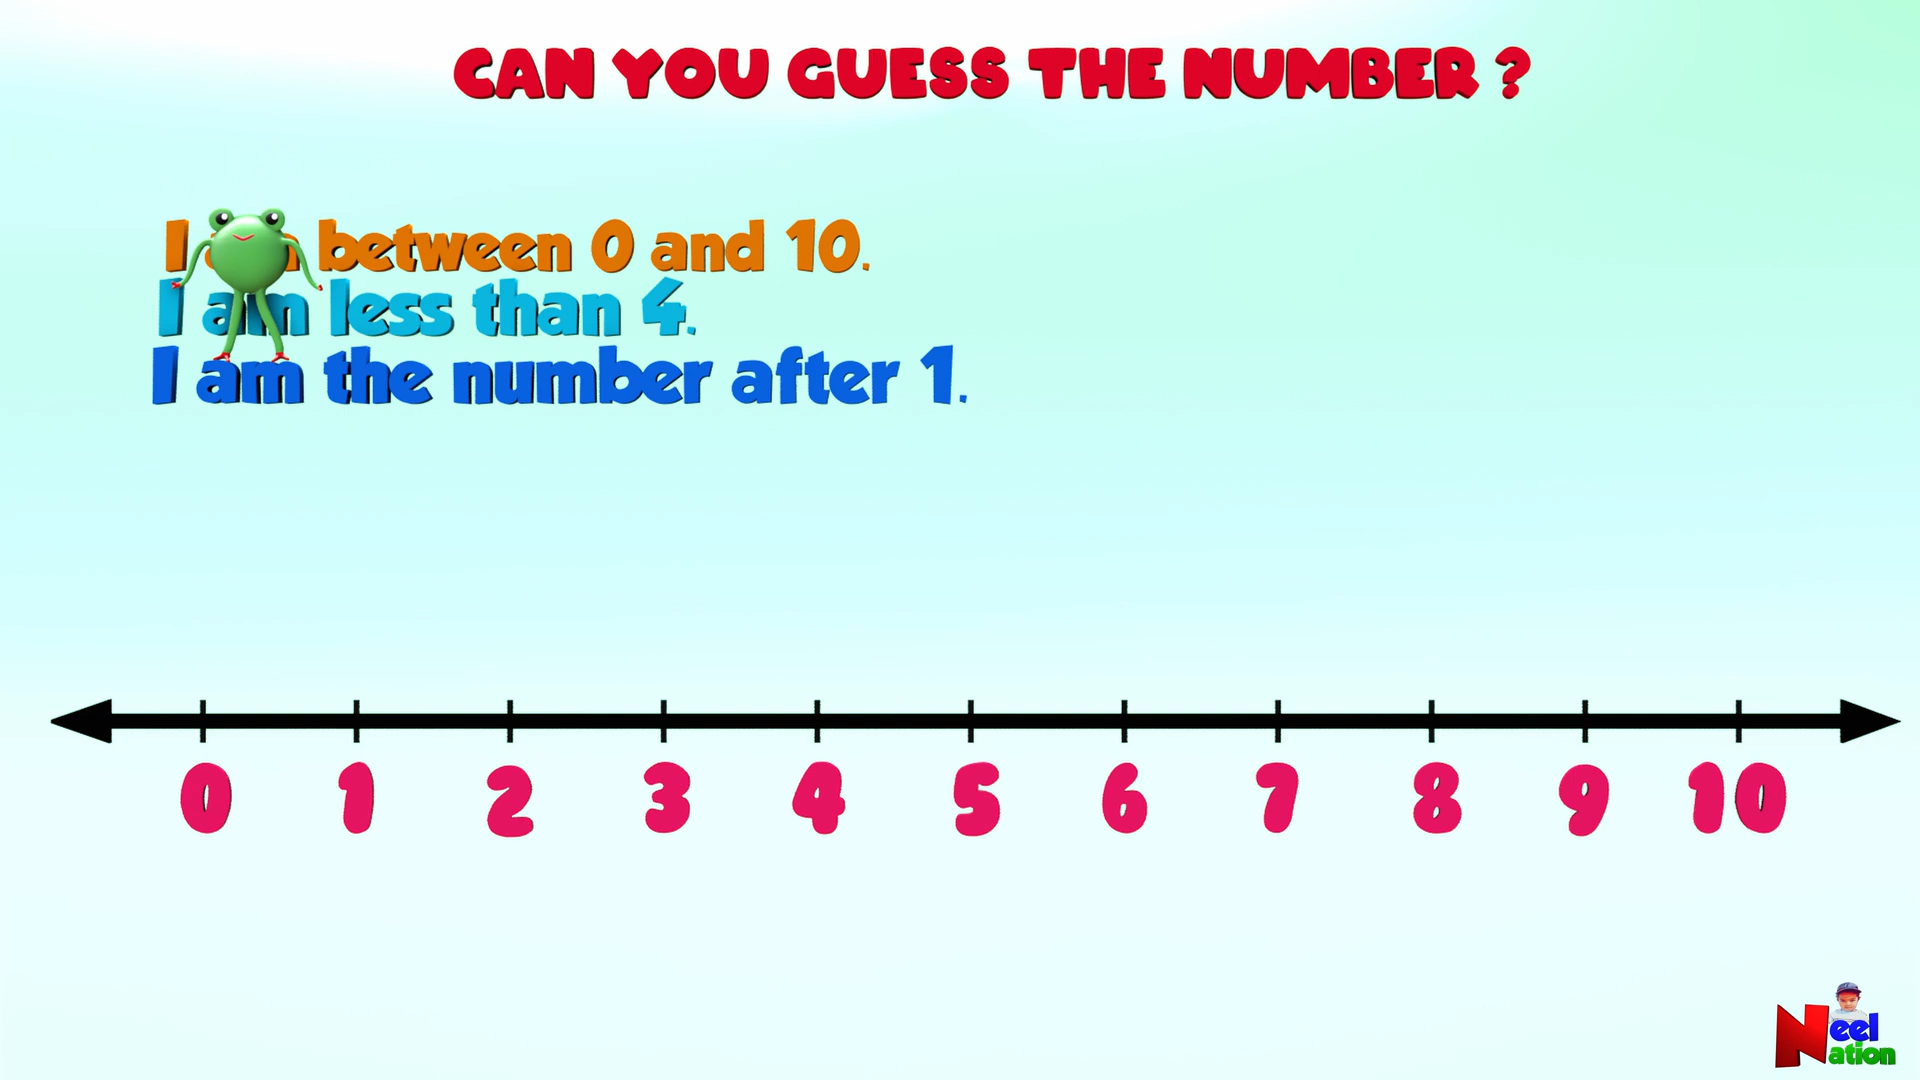 CAN YOU GUESS THE NUMBER ?
I am between 0 and 10.
I am less than 4.
I am the number after 1.
0 1 2 3 4 5 6 7 8 9 10
Neel
Nation